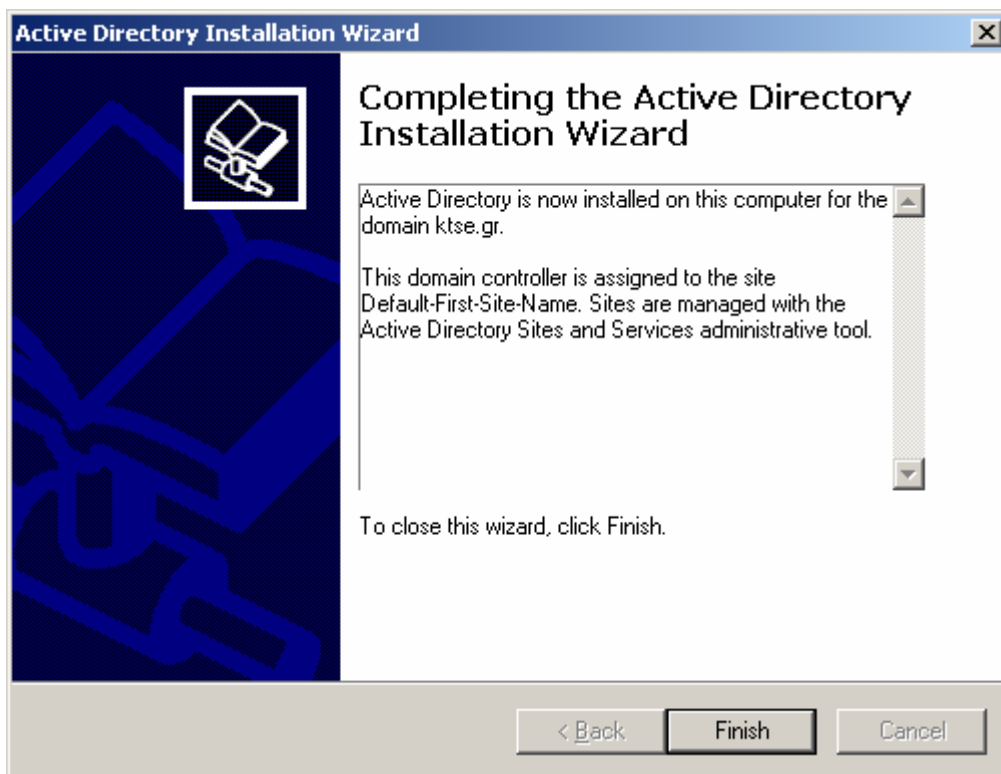 Active Directory Installation Wizard
Completing the Active Directory
Installation Wizard
Active Directory is now installed on this computer for the
domain ktse.gr.
This domain controller is assigned to the site
Default-First-Site-Name. Sites are managed with the
Active Directory Sites and Services administrative tool.
To close this wizard, click Finish.
< Back
Finish
Cancel